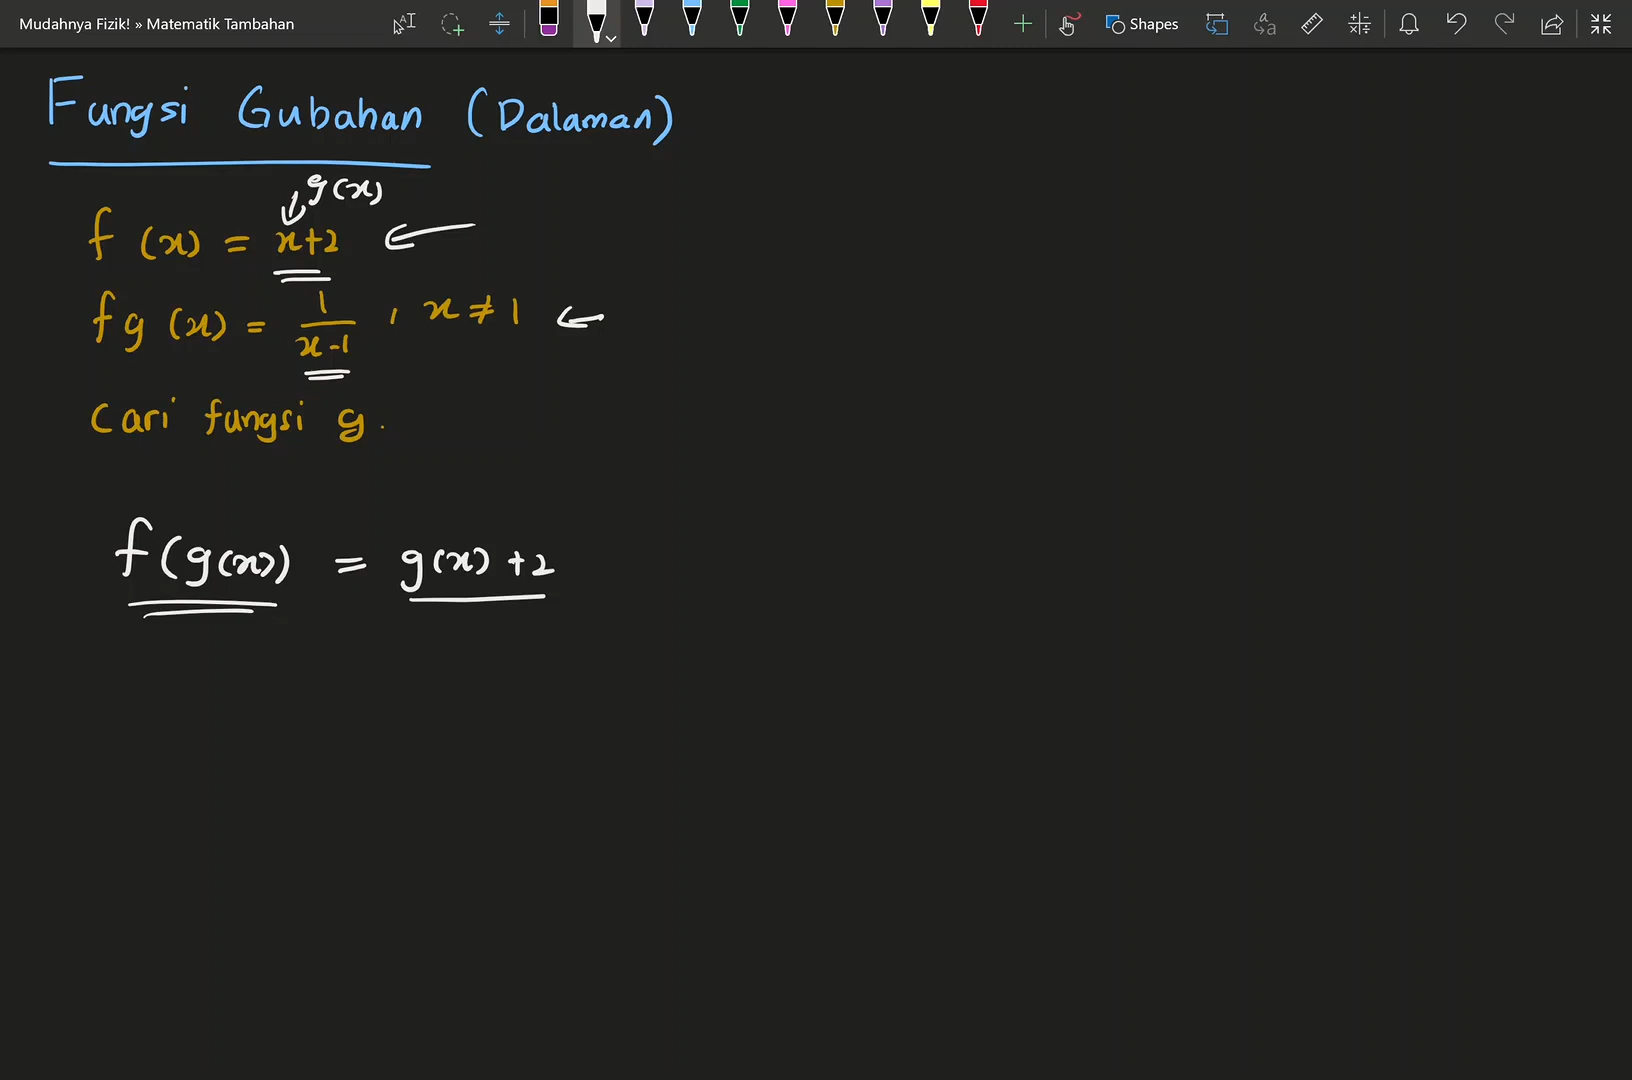 Mudahnya Fizik! » Matematik Tambahan
Shapes
Fungsi Gubahan (Dalaman)
g(x)
f(x) = x+2
fg(x) = 1/(x-1) , x ≠ 1
Cari fungsi g.
f(g(x)) = g(x) + 2